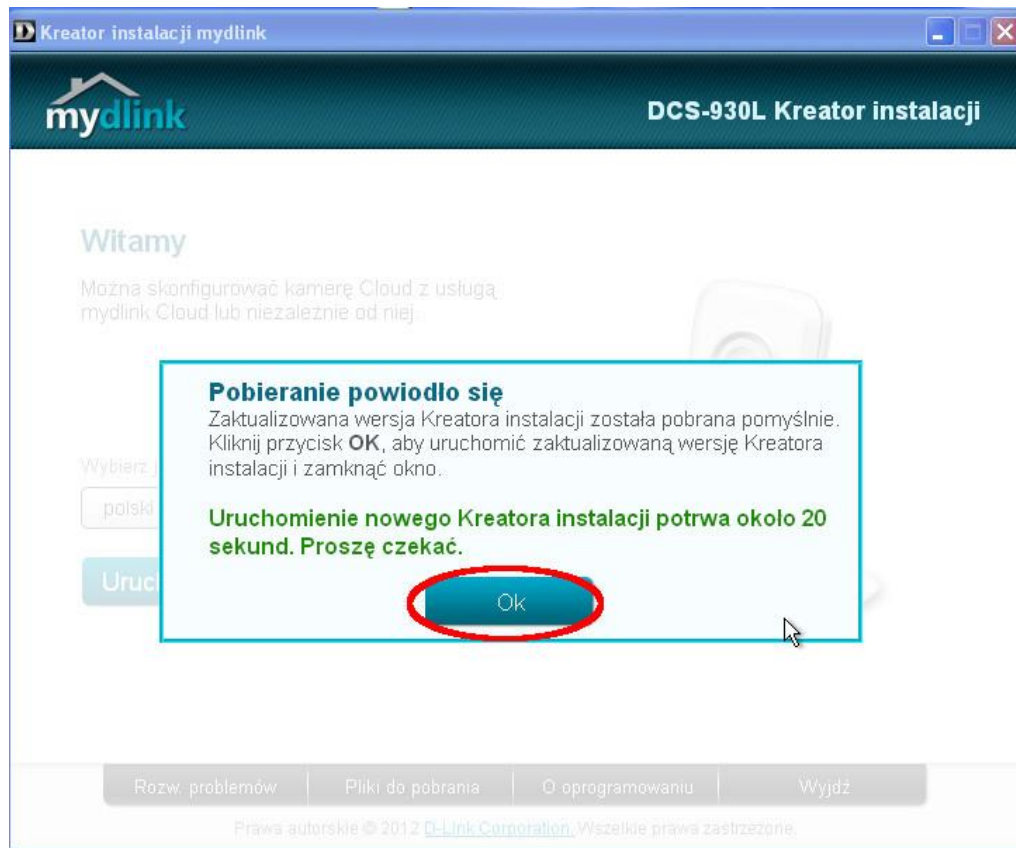 Kreator instalacji mydlink
mydlink
DCS-930L Kreator instalacji
Witamy
Można skonfigurować kamerę Cloud z usługą
mydlink Cloud lub niezależnie od niej.
Pobieranie powiodło się
Zaktualizowana wersja Kreatora instalacji została pobrana pomyślnie.
Kliknij przycisk OK, aby uruchomić zaktualizowaną wersję Kreatora
instalacji i zamknąć okno.
Wybierz
polski
Uruchomienie nowego Kreatora instalacji potrwa około 20
sekund. Proszę czekać.
Ok
Rozw. problemów
Pliki do pobrania
O oprogramowaniu
Wyjdź
Prawa autorskie © 2012 D-Link Corporation. Wszelkie prawa zastrzeżone.